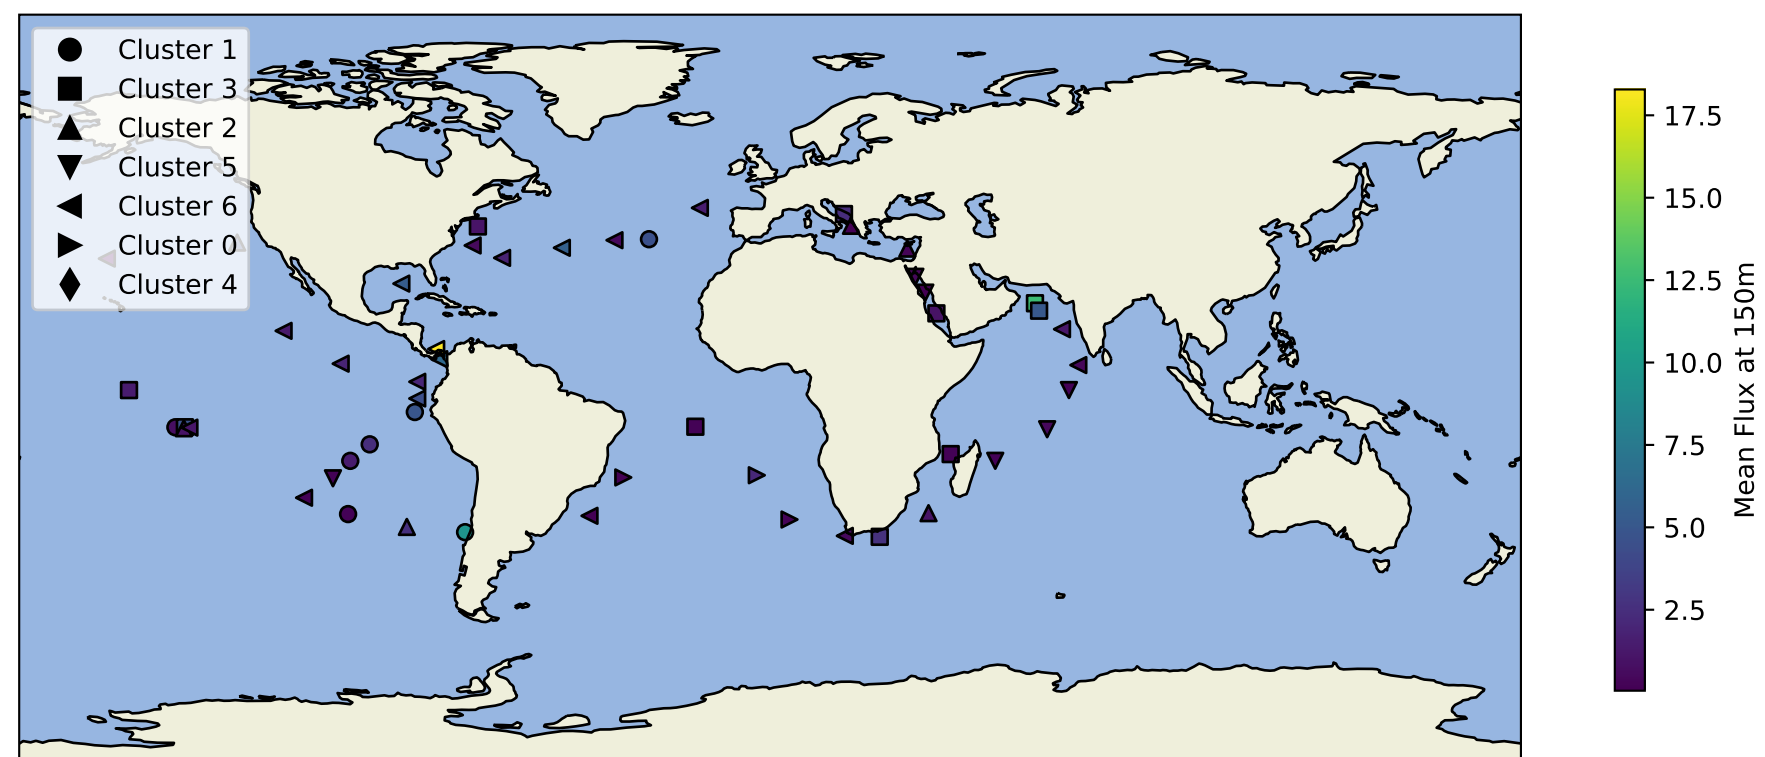 Cluster 1
Cluster 3
Cluster 2
Cluster 5
Cluster 6
Cluster 0
Cluster 4
17.5
15.0
12.5
10.0
7.5
5.0
2.5
Mean Flux at 150m